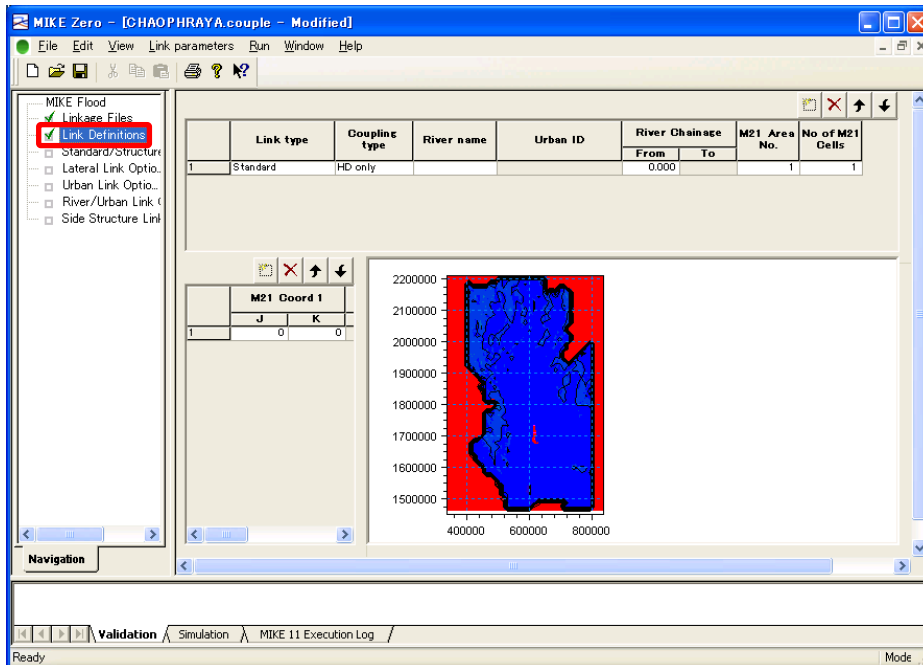 MIKE Zero - [CHAOPHRAYA.couple - Modified]
File Edit View Link parameters Run Window Help
MIKE Flood
Linkage Files
Link Definitions
Standard/Structure
Lateral Link Optio...
Urban Link Optio...
River/Urban Link
Side Structure Link
Link type Coupling type River name Urban ID River Chainage M21 Area No. No of M21 Cells
From To
1 Standard HD only 0.000 1 1
M21 Coord 1
J K
1 0 0
2200000
2100000
2000000
1900000
1800000
1700000
1600000
1500000
400000 600000 800000
Navigation
Validation Simulation MIKE 11 Execution Log
Ready Mode